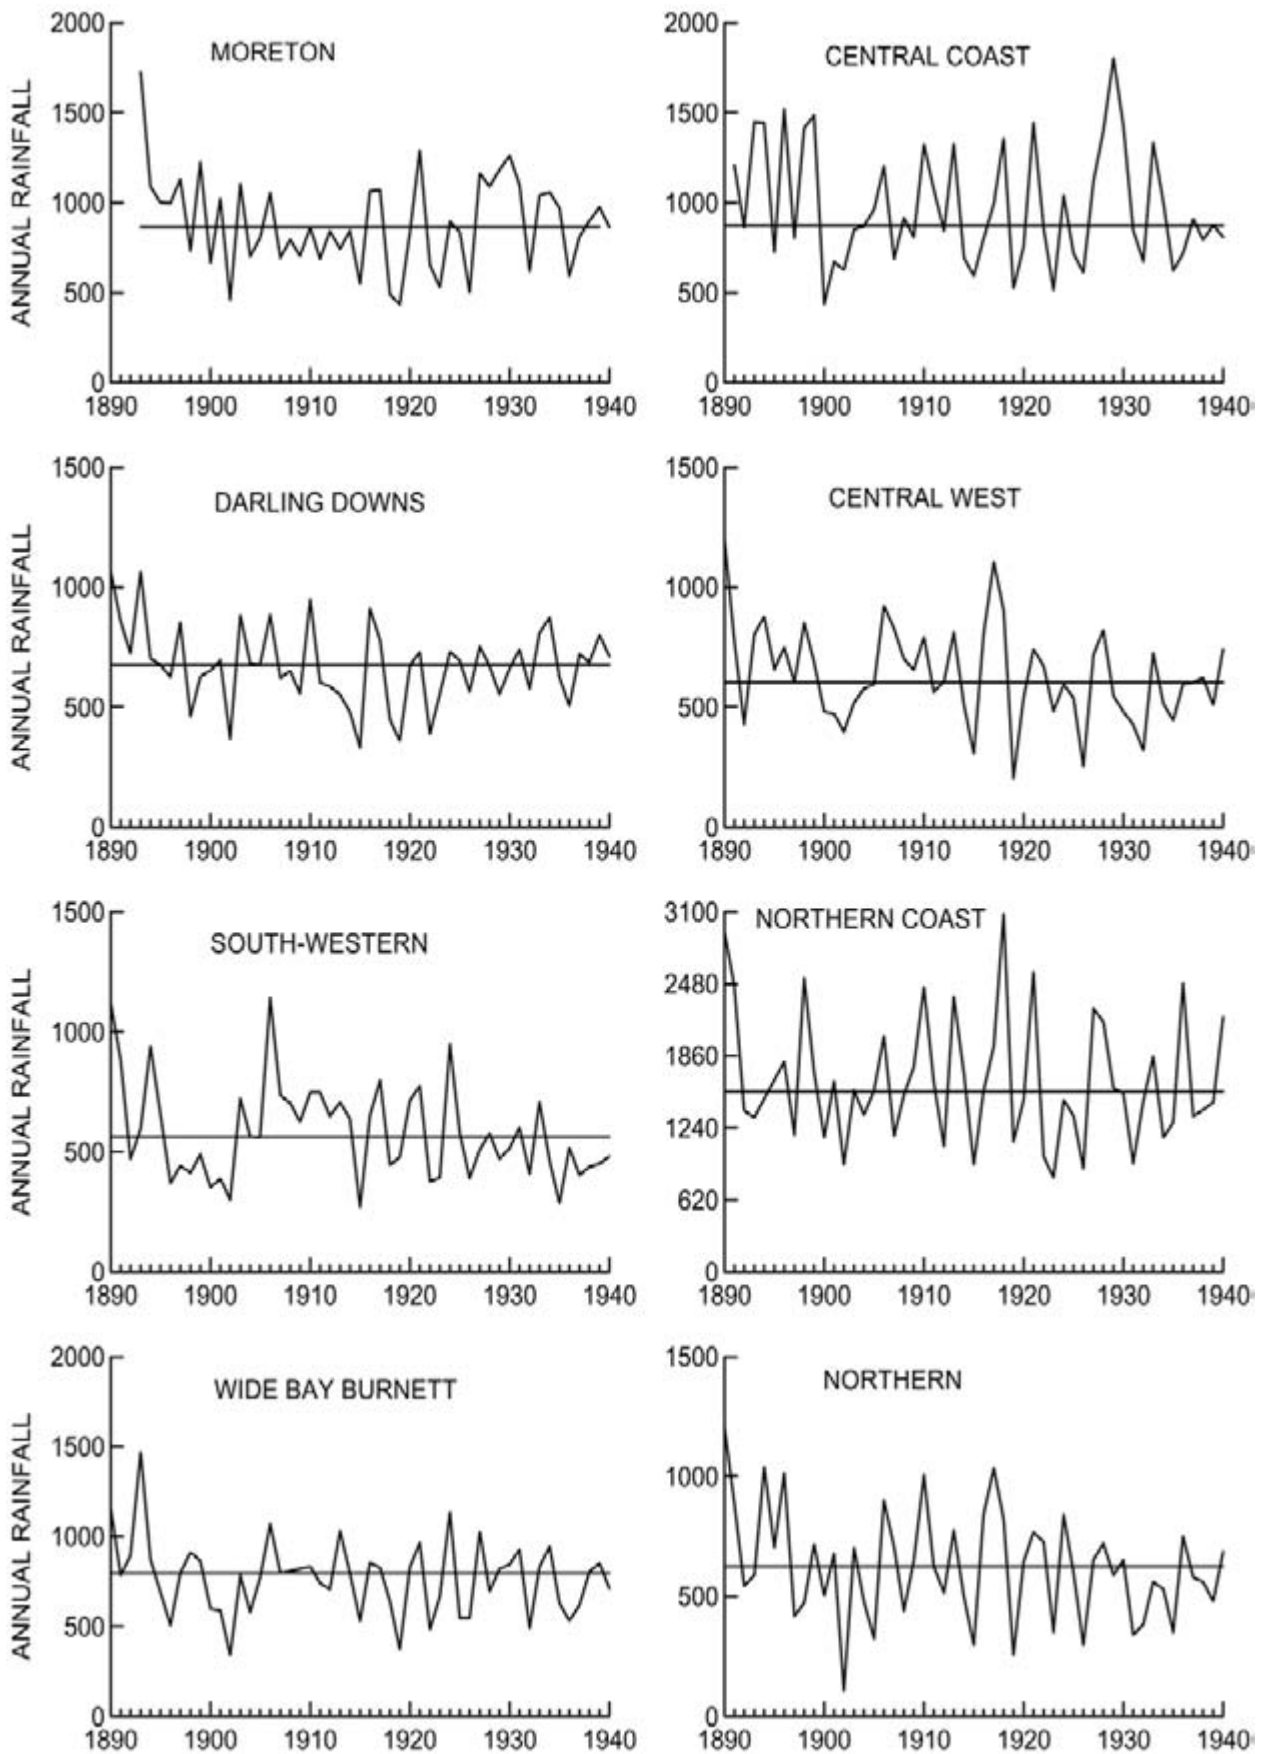 MORETON
ANNUAL RAINFALL
2000
1500
1000
500
0
1890 1900 1910 1920 1930 1940
CENTRAL COAST
2000
1500
1000
500
0
1890 1900 1910 1920 1930 1940
DARLING DOWNS
ANNUAL RAINFALL
1500
1000
500
0
1890 1900 1910 1920 1930 1940
CENTRAL WEST
1500
1000
500
0
1890 1900 1910 1920 1930 1940
SOUTH-WESTERN
ANNUAL RAINFALL
1500
1000
500
0
1890 1900 1910 1920 1930 1940
NORTHERN COAST
3100
2480
1860
1240
620
0
1890 1900 1910 1920 1930 1940
WIDE BAY BURNETT
ANNUAL RAINFALL
2000
1500
1000
500
0
1890 1900 1910 1920 1930 1940
NORTHERN
1500
1000
500
0
1890 1900 1910 1920 1930 1940